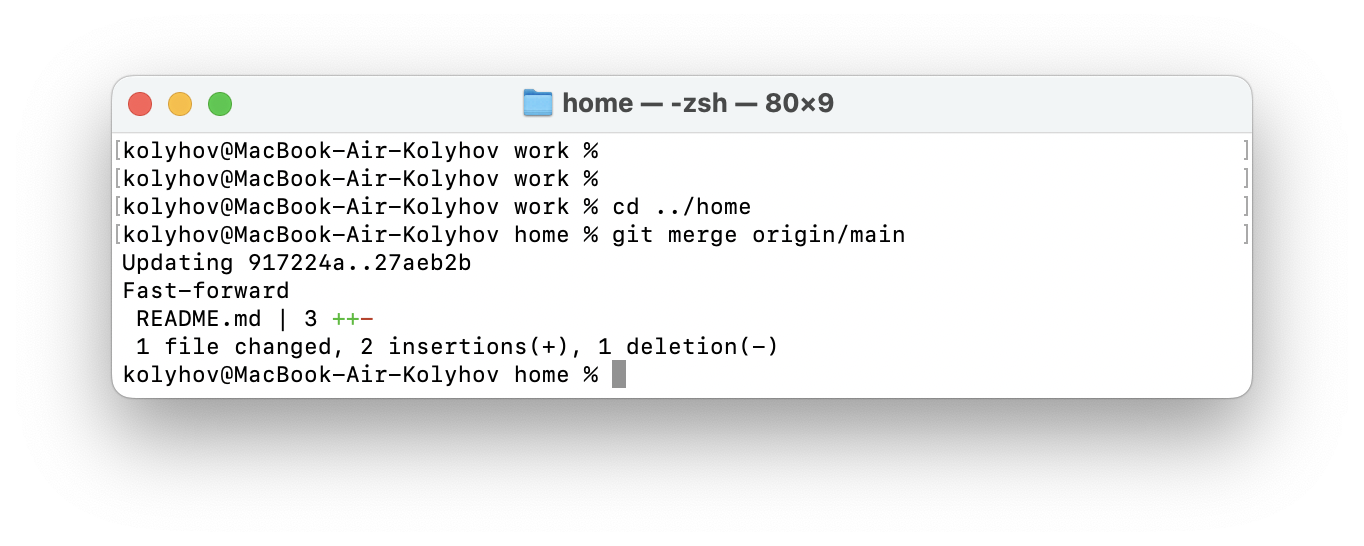 home — -zsh — 80×9
[kolyhov@MacBook-Air-Kolyhov work % ]
[kolyhov@MacBook-Air-Kolyhov work % ]
[kolyhov@MacBook-Air-Kolyhov work % cd ../home ]
[kolyhov@MacBook-Air-Kolyhov home % git merge origin/main ]
Updating 917224a..27aeb2b
Fast-forward
 README.md | 3 ++-
 1 file changed, 2 insertions(+), 1 deletion(-)
kolyhov@MacBook-Air-Kolyhov home %